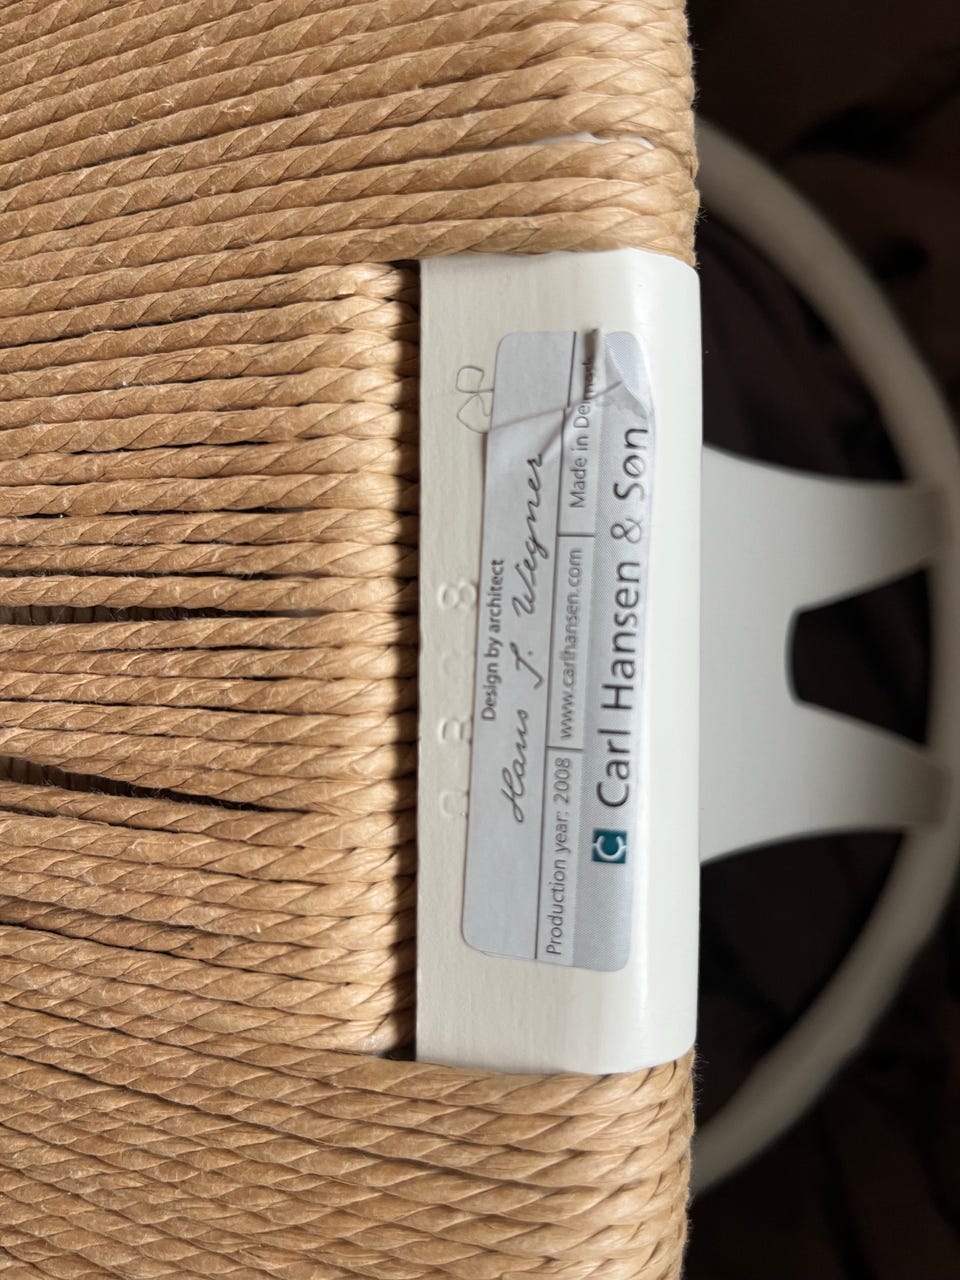 Design by architect
Hans J. Wegner
Production year: 2008 www.carlhansen.com Made in Denmark
Carl Hansen & Søn